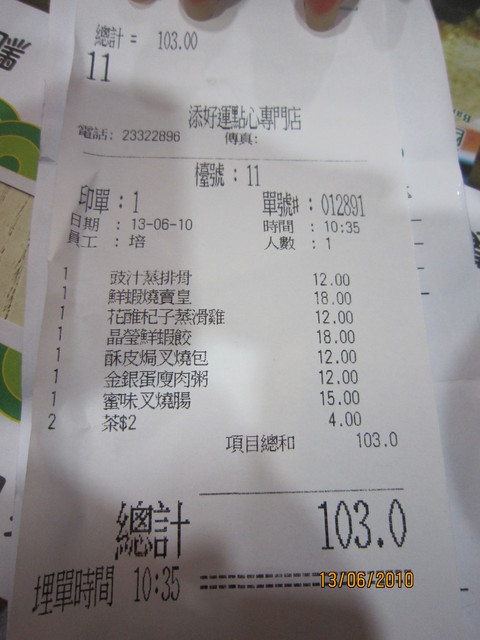 總計 = 103.00
11
添好運點心專門店
電話: 23322896 傳真:
檯號 : 11
印單 : 1 單號#: 012891
日期 : 13-06-10 時間 : 10:35
員工 : 培 人數 : 1
1 豉汁蒸排骨 12.00
1 鮮蝦燒賣皇 18.00
1 花雕杞子蒸滑雞 12.00
1 晶瑩鮮蝦餃 18.00
1 酥皮焗叉燒包 12.00
1 金銀蛋廋肉粥 12.00
1 蜜味叉燒腸 15.00
2 茶$2 4.00
項目總和 103.0
總計 103.0
埋單時間 10:35 ====================
13/06/2010